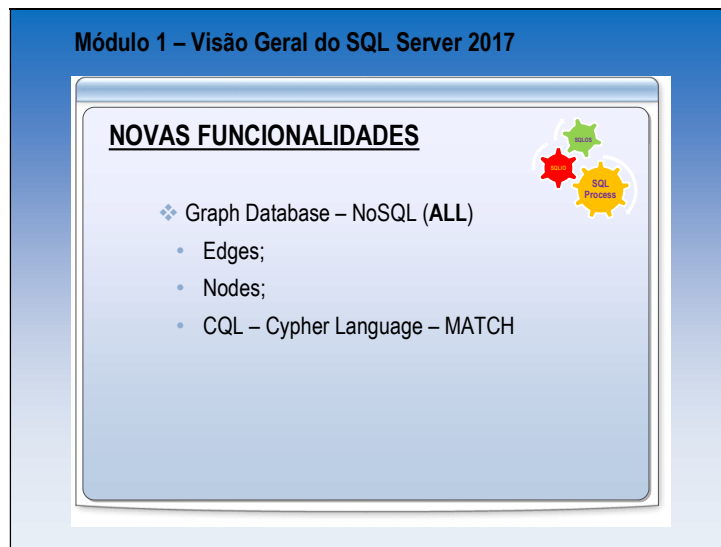 Módulo 1 – Visão Geral do SQL Server 2017
NOVAS FUNCIONALIDADES
SQLOS
SQLIO
SQL
Process
❖ Graph Database – NoSQL (ALL)
• Edges;
• Nodes;
• CQL – Cypher Language – MATCH